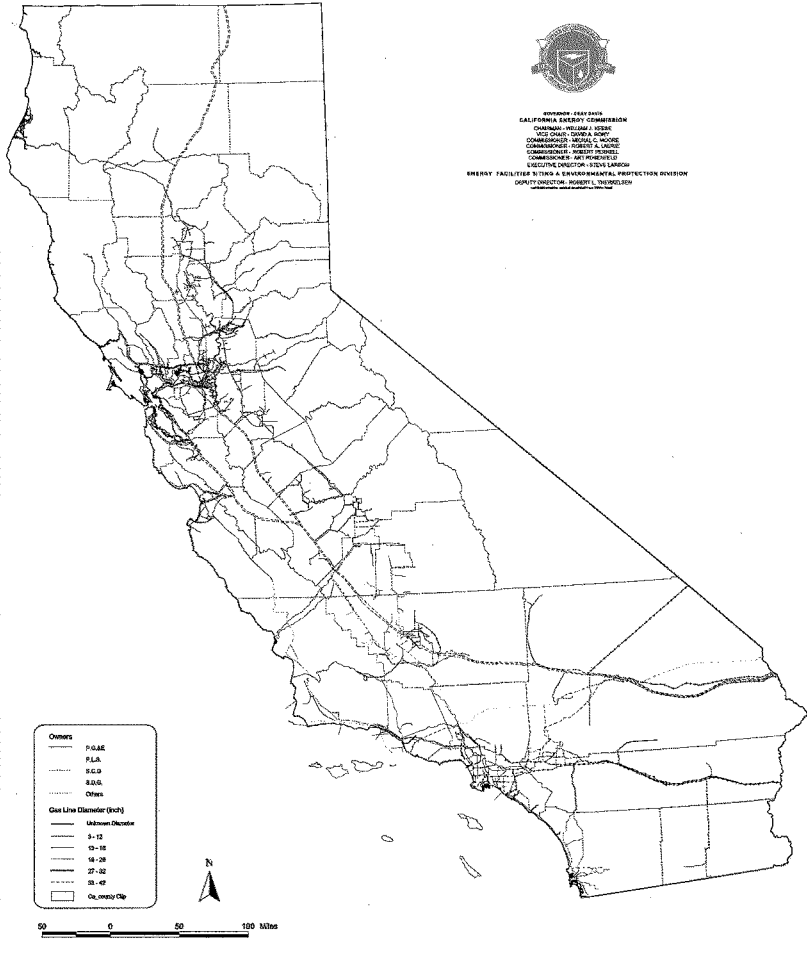 GOVERNOR - GRAY DAVIS
CALIFORNIA ENERGY COMMISSION
CHAIRMAN - WILLIAM J. KEESE
VICE CHAIR - DAVID A. ROHY
COMMISSIONER - MICHAL C. MOORE
COMMISSIONER - ROBERT A. LAURIE
COMMISSIONER - ROBERT PERNELL
COMMISSIONER - ART ROSENFELD
EXECUTIVE DIRECTOR - STEVE LARSON
ENERGY FACILITIES SITING & ENVIRONMENTAL PROTECTION DIVISION
DEPUTY DIRECTOR - ROBERT L. THERKELSEN
Owners
P.G.&E
P.L.S.
S.C.G
S.D.G.
Others
Gas Line Diameter (inch)
Unknown Diameter
3 - 12
13 - 18
27 - 32
33 - 42
Ca_county Clip
N
50 0 50 100 Miles